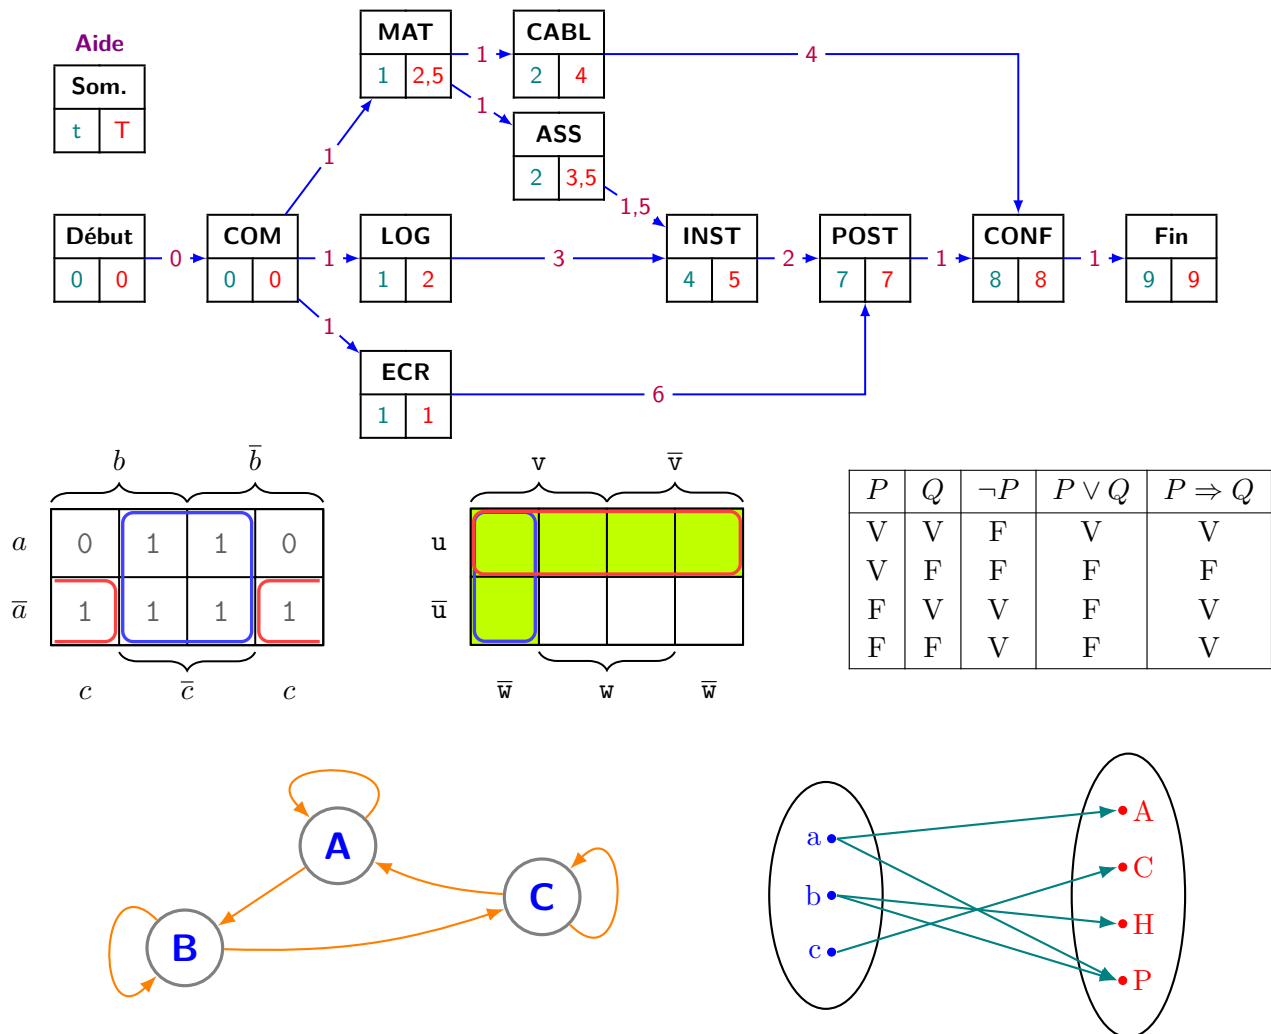 Aide
Som.
t T
MAT
1 2,5
1
CABL
2 4
4
1
ASS
2 3,5
1,5
1
Début
0 0
0
COM
0 0
1
LOG
1 2
3
INST
4 5
2
POST
7 7
1
CONF
8 8
1
Fin
9 9
1
ECR
1 1
6
b b̅
a 0 1 1 0
a̅ 1 1 1 1
c c̅ c
v v̅
u
u̅
w̅ w w̅
P Q ¬P P ∨ Q P ⇒ Q
V V F V V
V F F F F
F V V F V
F F V F V
A
B
C
a
b
c
A
C
H
P